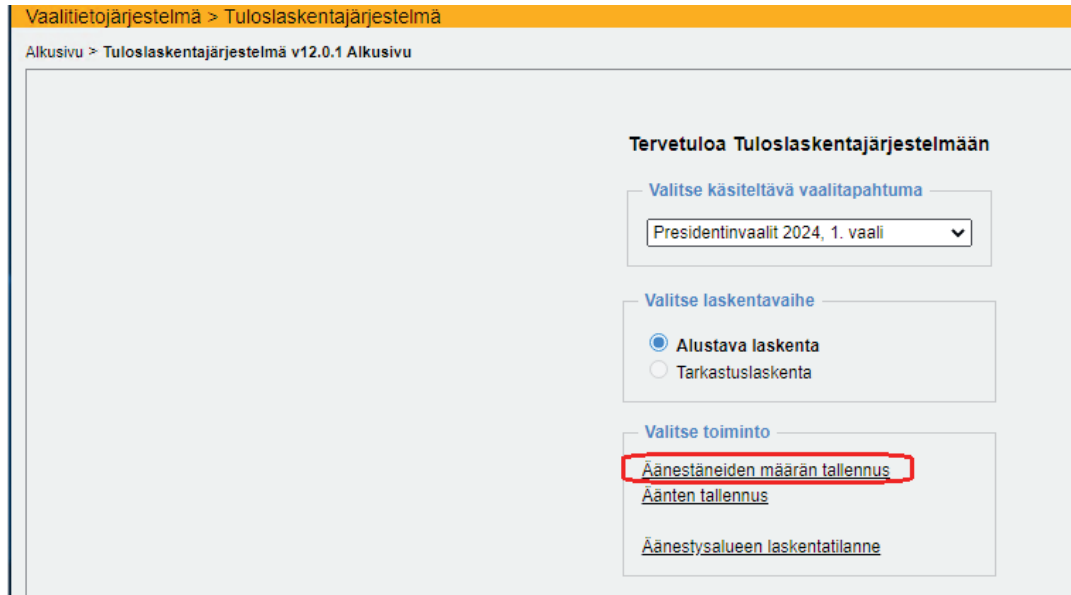 Vaalitietojärjestelmä > Tuloslaskentajärjestelmä
Alkusivu > Tuloslaskentajärjestelmä v12.0.1 Alkusivu
Tervetuloa Tuloslaskentajärjestelmään
Valitse käsiteltävä vaalitapahtuma
Presidentinvaalit 2024, 1. vaali
Valitse laskentavaihe
Alustava laskenta
Tarkastuslaskenta
Valitse toiminto
Äänestäneiden määrän tallennus
Äänten tallennus
Äänestysalueen laskentatilanne